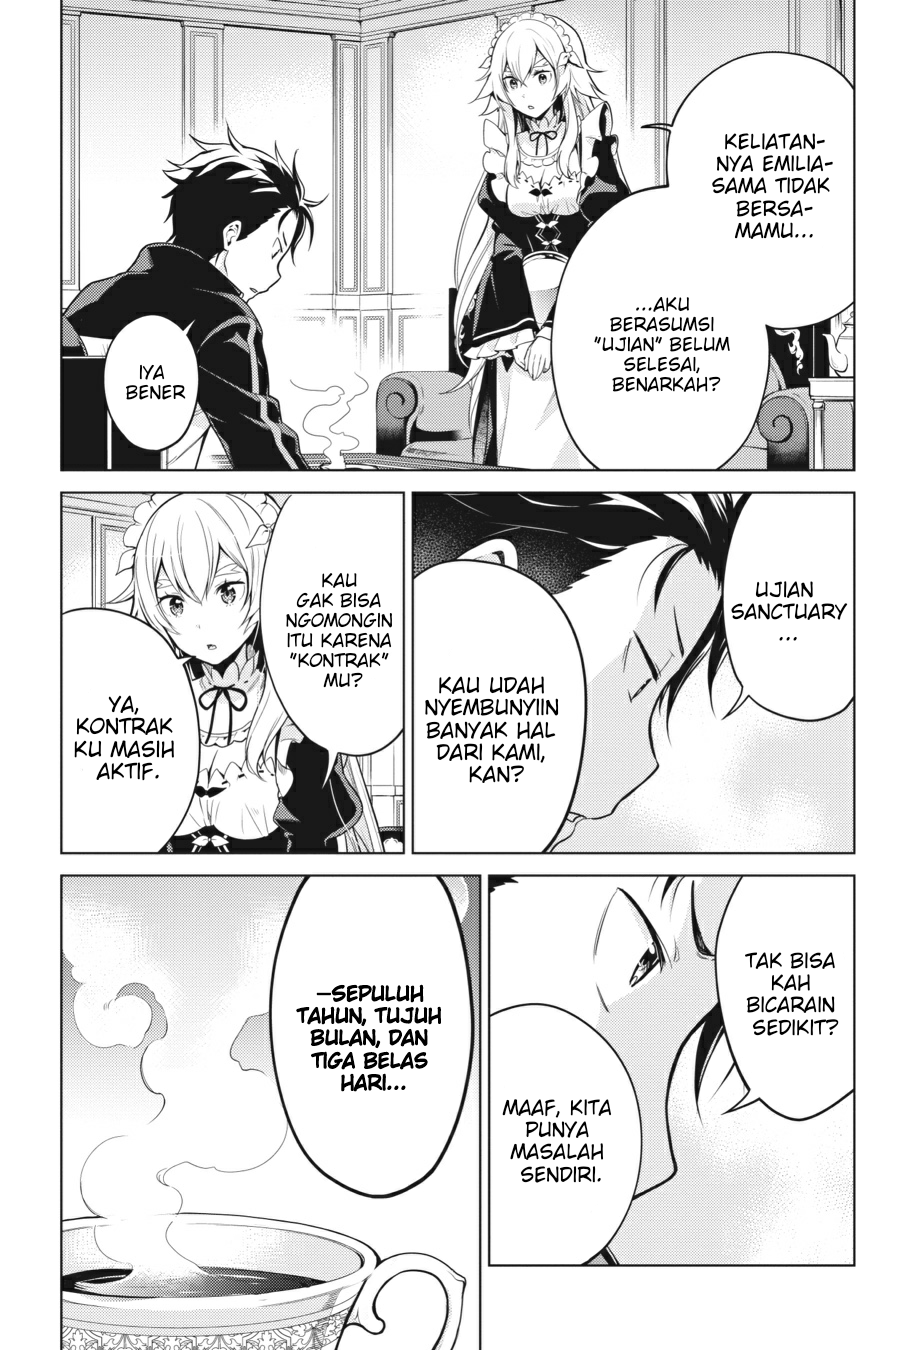 KELIATAN-
NYA EMILIA-
SAMA TIDAK
BERSA-
MAMU...
...AKU
BERASUMSI
"UJIAN" BELUM
SELESAI,
BENARKAH?
IYA
BENER
UJIAN
SANCTUARY
...
KAU UDAH
NYEMBUNYIIN
BANYAK HAL
DARI KAMI,
KAN?
KAU
GAK BISA
NGOMONGIN
ITU KARENA
"KONTRAK"
MU?
YA,
KONTRAK
KU MASIH
AKTIF.
TAK BISA
KAH
BICARAIN
SEDIKIT?
MAAF, KITA
PUNYA
MASALAH
SENDIRI.
—SEPULUH
TAHUN, TUJUH
BULAN, DAN
TIGA BELAS
HARI...